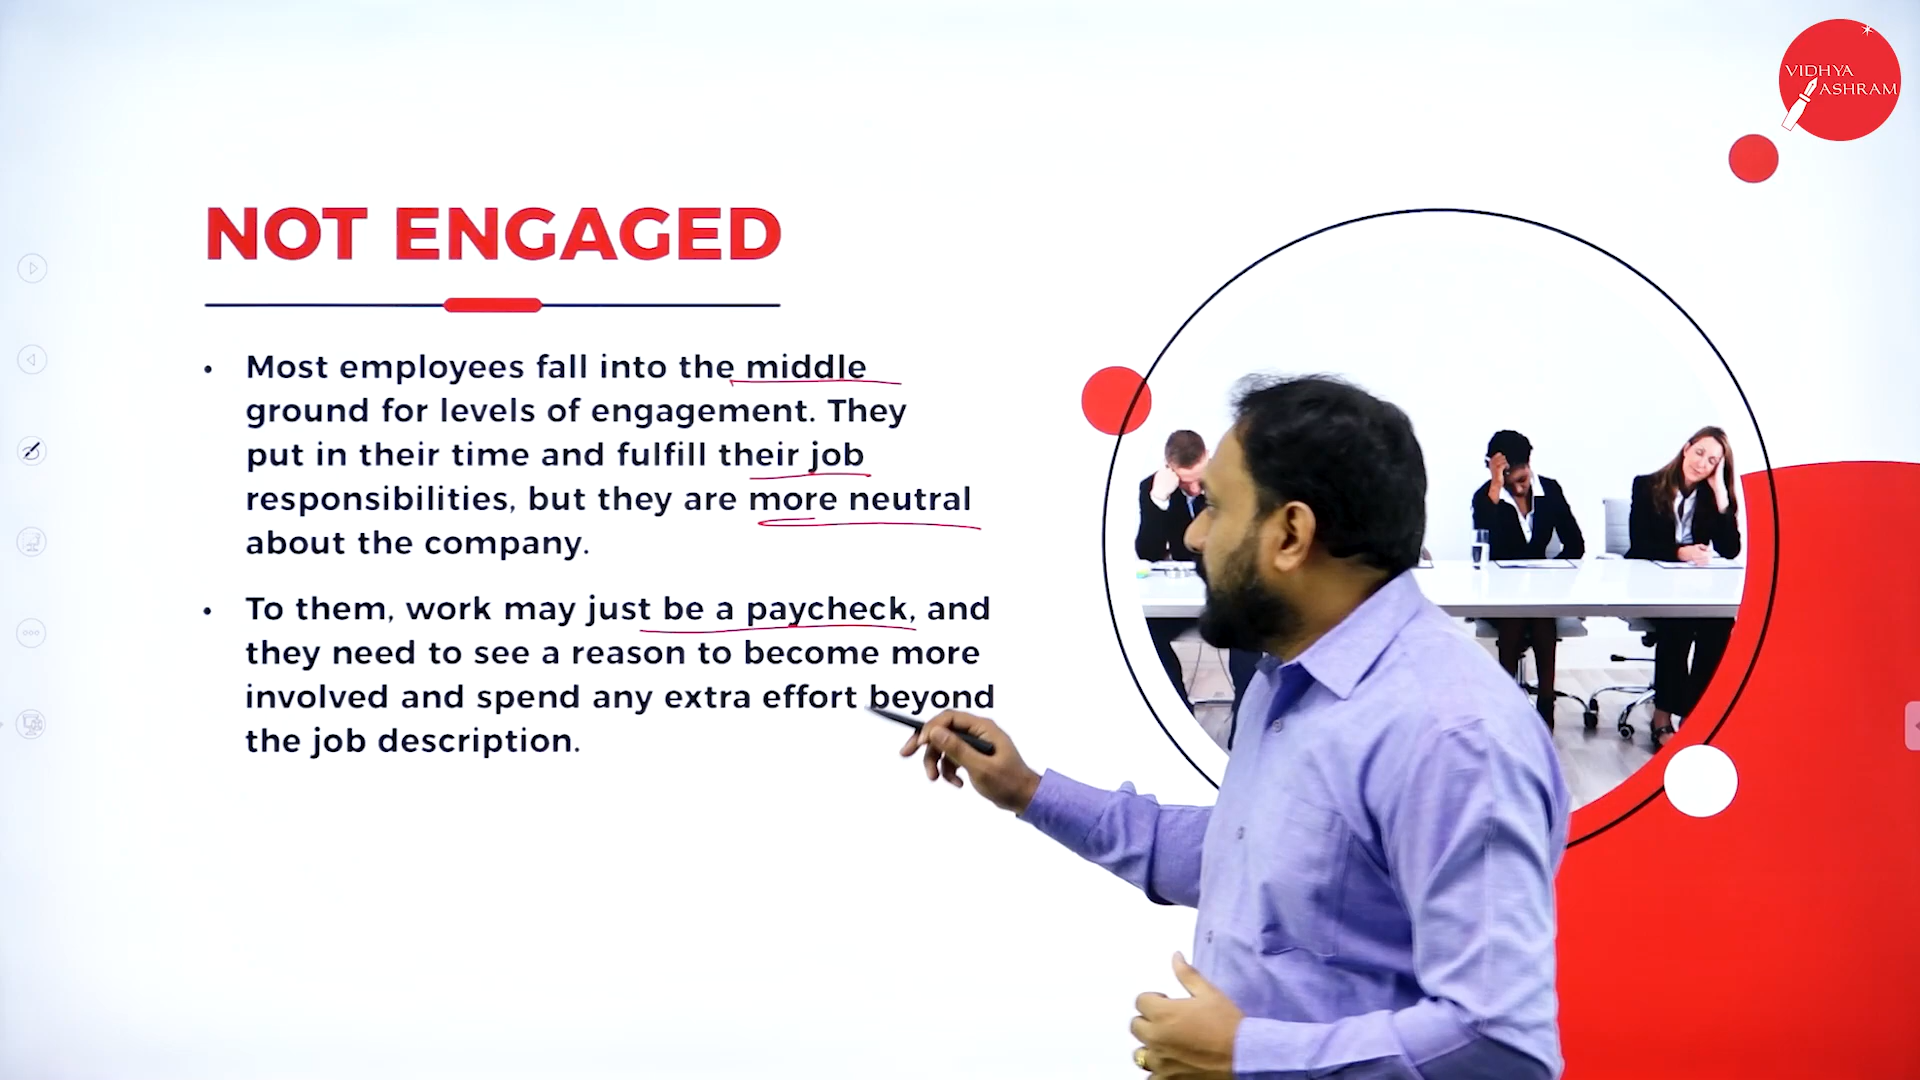 VIDHYA
ASHRAM
NOT ENGAGED
• Most employees fall into the middle
ground for levels of engagement. They
put in their time and fulfill their job
responsibilities, but they are more neutral
about the company.
• To them, work may just be a paycheck, and
they need to see a reason to become more
involved and spend any extra effort beyond
the job description.